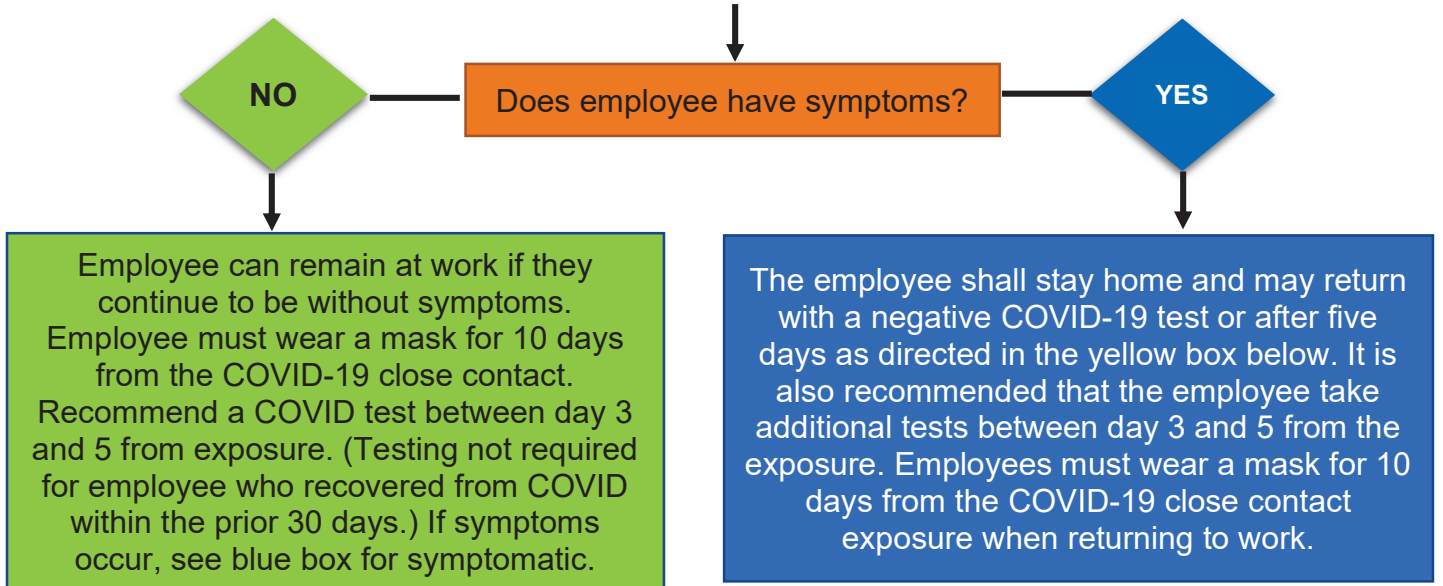 NO
Does employee have symptoms?
YES
Employee can remain at work if they
continue to be without symptoms.
Employee must wear a mask for 10 days
from the COVID-19 close contact.
Recommend a COVID test between day 3
and 5 from exposure. (Testing not required
for employee who recovered from COVID
within the prior 30 days.) If symptoms
occur, see blue box for symptomatic.
The employee shall stay home and may return
with a negative COVID-19 test or after five
days as directed in the yellow box below. It is
also recommended that the employee take
additional tests between day 3 and 5 from the
exposure. Employees must wear a mask for 10
days from the COVID-19 close contact
exposure when returning to work.